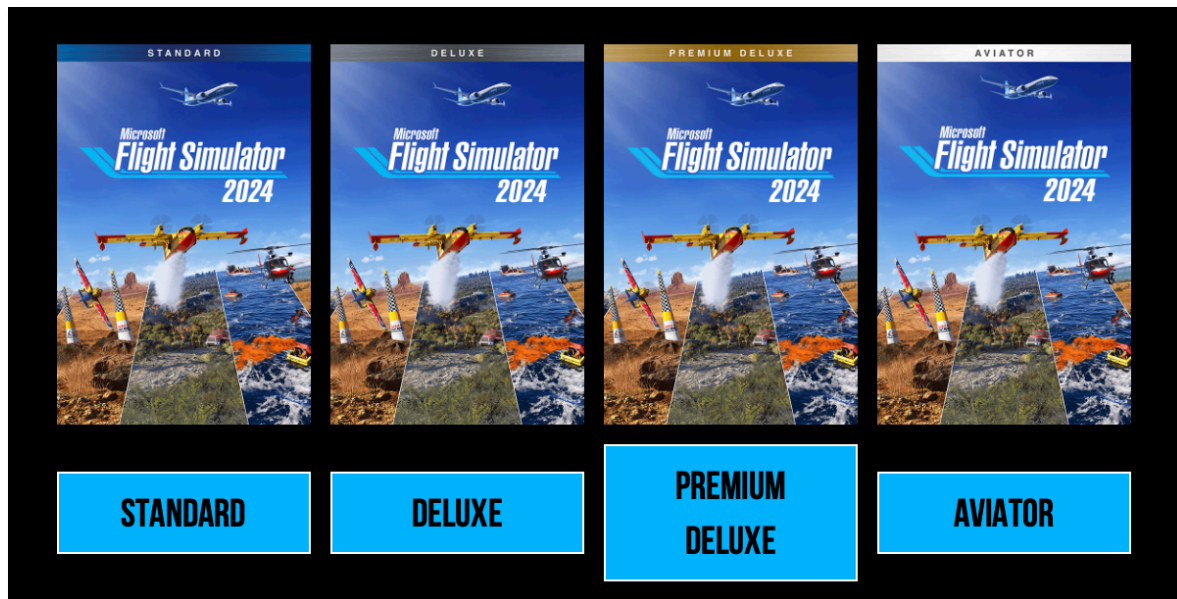 STANDARD
DELUXE
PREMIUM DELUXE
AVIATOR
Microsoft
Flight Simulator
2024
Microsoft
Flight Simulator
2024
Microsoft
Flight Simulator
2024
Microsoft
Flight Simulator
2024
STANDARD
DELUXE
PREMIUM
DELUXE
AVIATOR